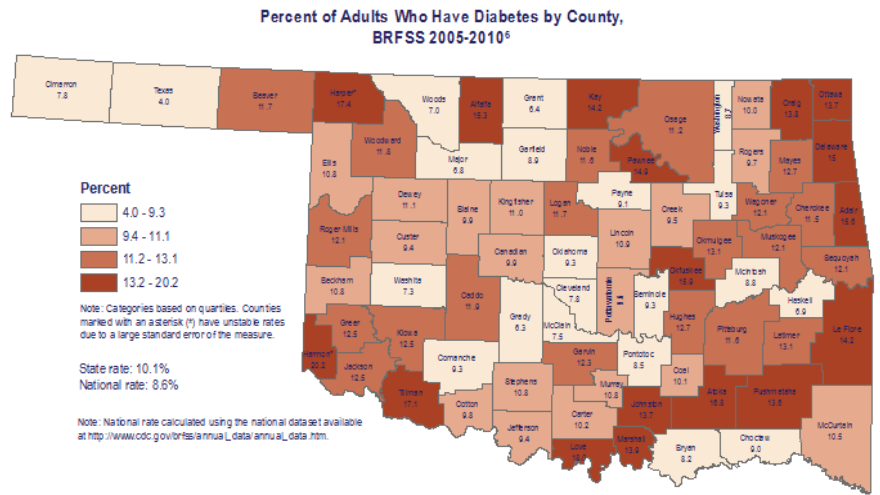 Percent of Adults Who Have Diabetes by County,
BRFSS 2005-2010⁶
Cimarron
7.8
Texas
4.0
Beaver
11.7
Harper*
17.4
Woods
7.0
Alfalfa
15.3
Grant
6.4
Kay
14.2
Osage
11.2
Washington
8.7
Nowata
10.0
Craig
13.8
Ottawa
13.7
Ellis
10.8
Woodward
11.8
Major
6.8
Garfield
8.9
Noble
11.6
Pawnee
14.9
Rogers
9.7
Mayes
12.7
Delaware
15
Dewey
11.1
Blaine
9.9
Kingfisher
11.0
Logan
11.7
Payne
9.1
Creek
9.5
Tulsa
9.3
Wagoner
12.1
Cherokee
11.5
Adair
15.6
Roger Mills
12.1
Custer
9.4
Canadian
9.9
Oklahoma
9.3
Lincoln
10.9
Okfuskee
15.9
Okmulgee
13.1
Muskogee
12.1
Sequoyah
12.1
Beckham
10.8
Washita
7.3
Caddo
11.9
Grady
6.3
Cleveland
7.8
McClain
7.5
Pottawatomie
Seminole
9.3
Hughes
12.7
McIntosh
8.8
Haskell
6.9
Pittsburg
11.6
Latimer
13.1
Le Flore
14.2
Greer
12.5
Kiowa
12.5
Harmon*
20.2
Jackson
12.5
Tillman
17.1
Comanche
9.3
Cotton
9.8
Stephens
10.8
Jefferson
9.4
Garvin
12.3
Murray
10.8
Carter
10.2
Love
Pontotoc
8.5
Coal
10.1
Johnston
13.7
Marshall
13.9
Atoka
16.8
Pushmataha
13.6
Bryan
8.2
Choctaw
9.0
McCurtain
10.5
Percent
4.0 - 9.3
9.4 - 11.1
11.2 - 13.1
13.2 - 20.2
Note: Categories based on quartiles. Counties
marked with an asterisk (*) have unstable rates
due to a large standard error of the measure.
State rate: 10.1%
National rate: 8.6%
Note: National rate calculated using the national dataset available
at http://www.cdc.gov/brfss/annual_data/annual_data.htm.